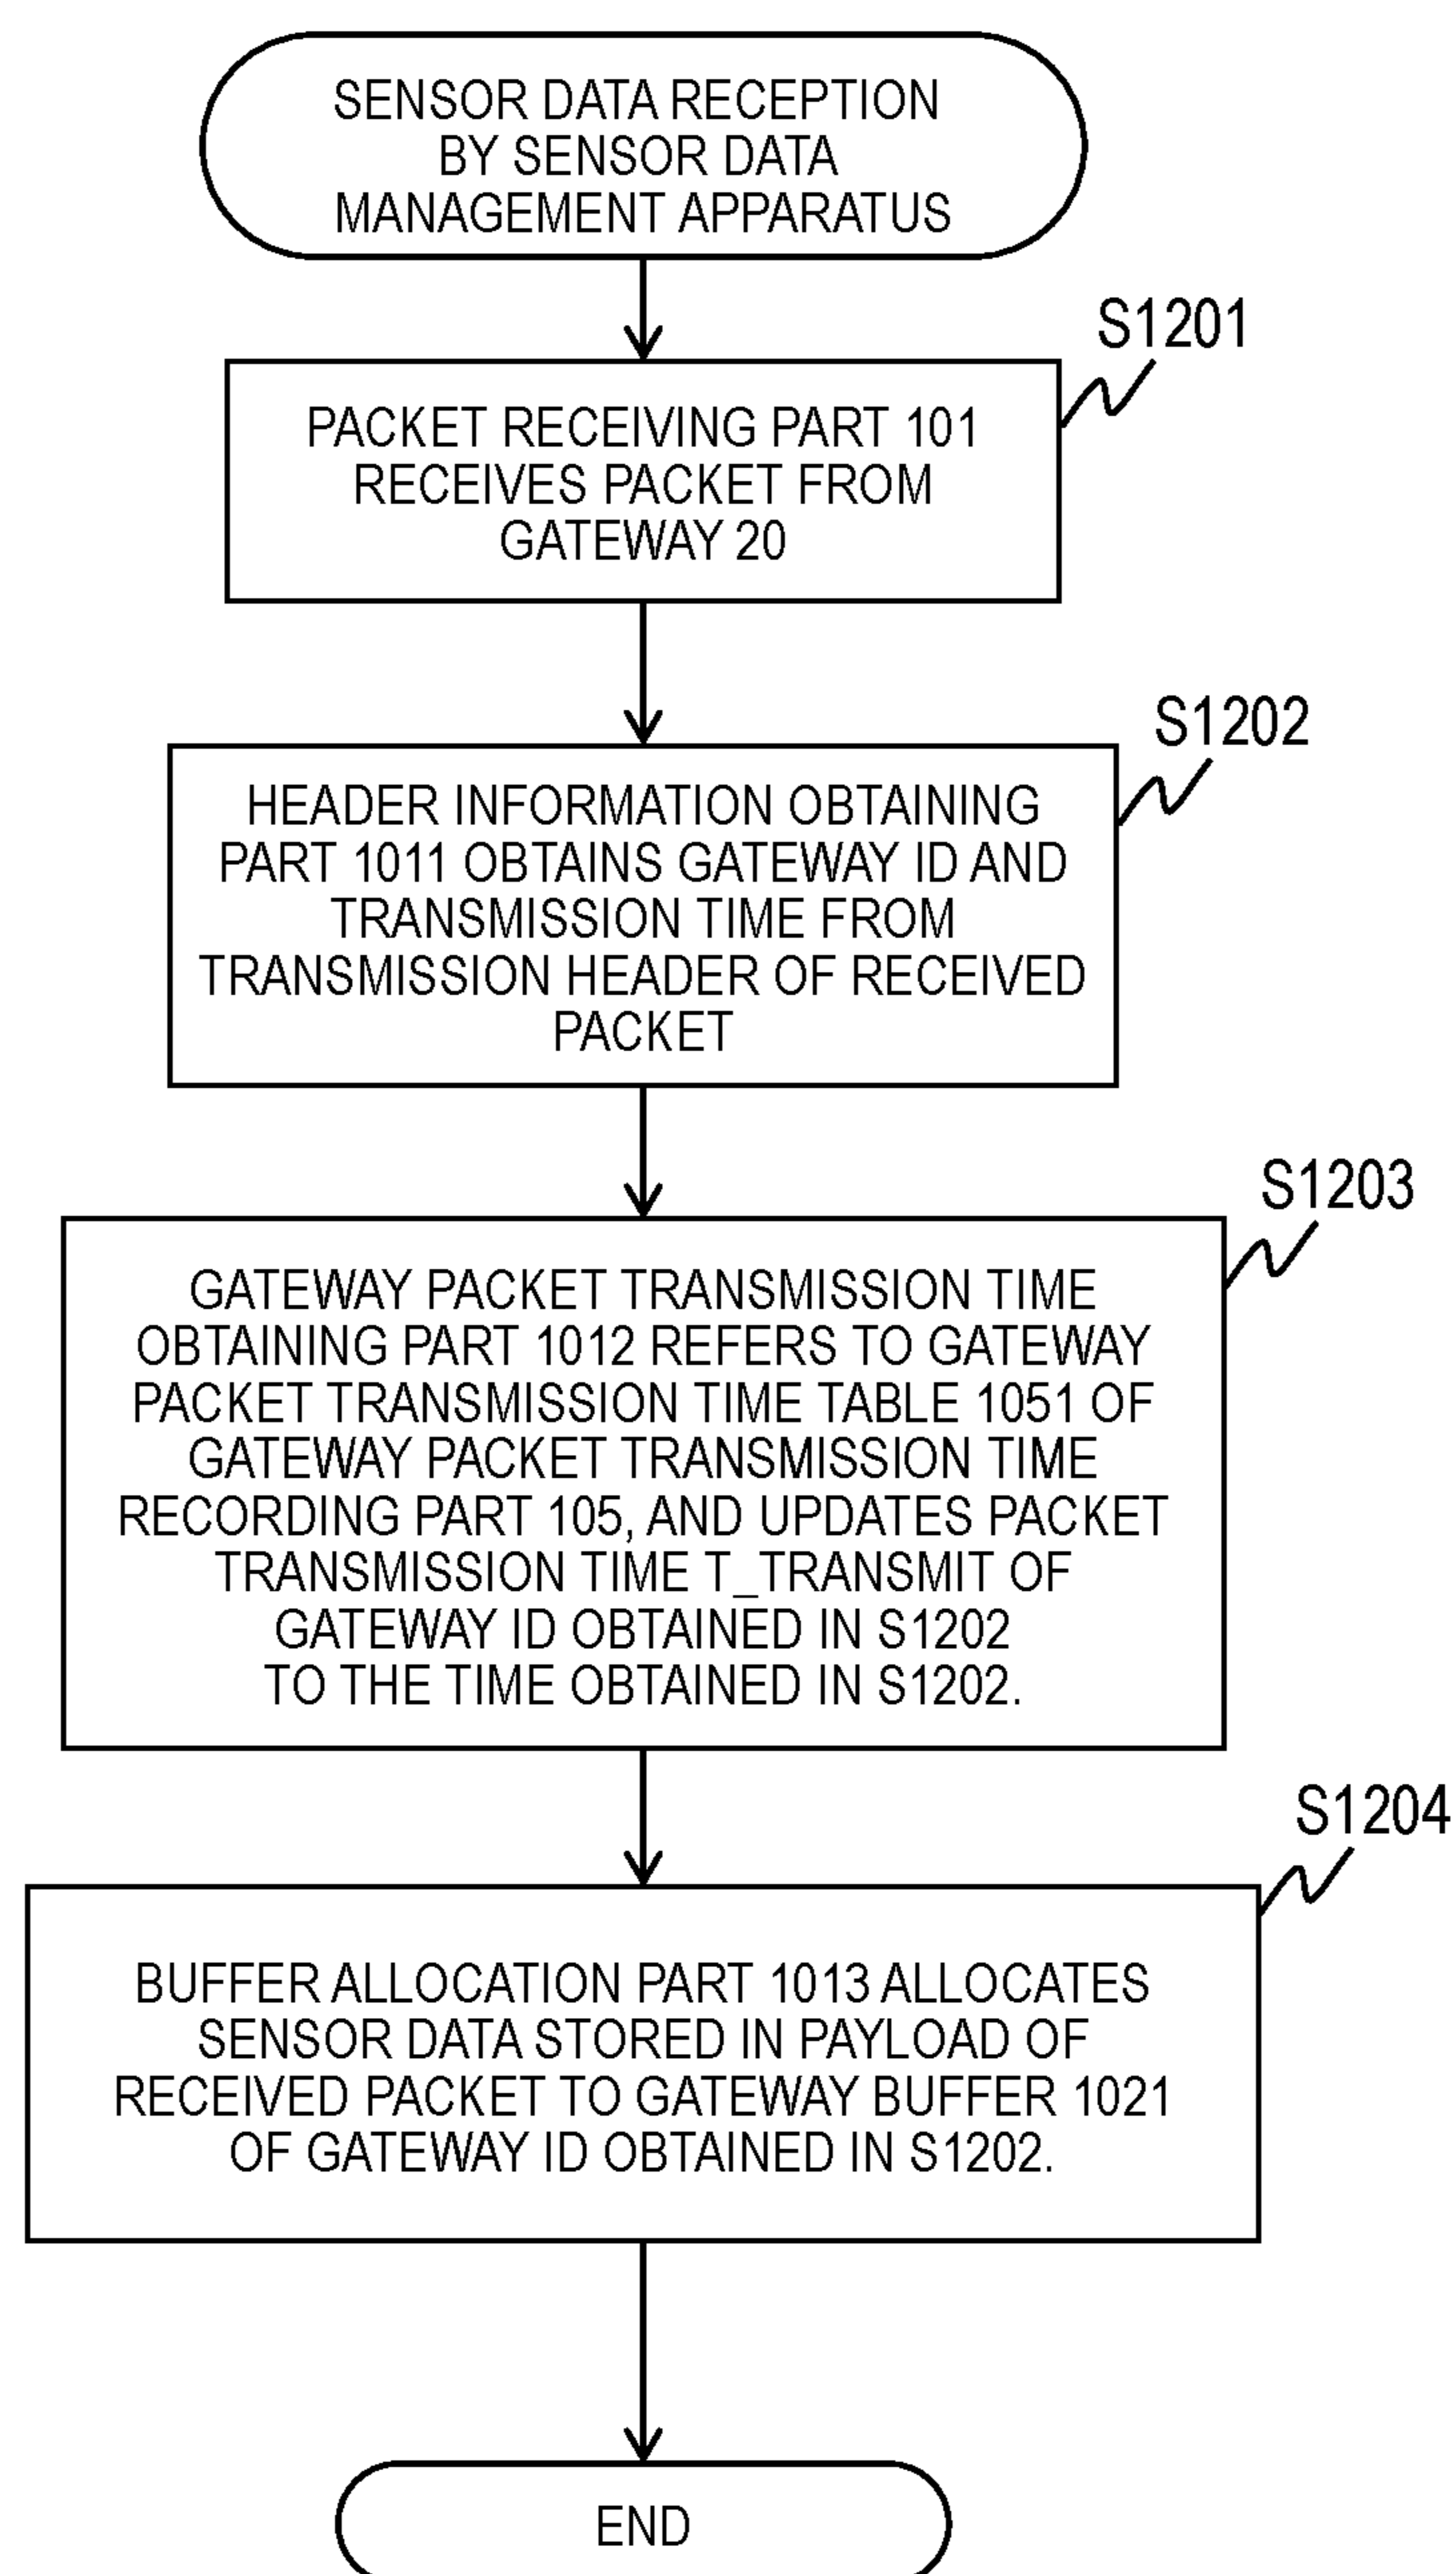 SENSOR DATA RECEPTION
BY SENSOR DATA
MANAGEMENT APPARATUS
S1201
PACKET RECEIVING PART 101
RECEIVES PACKET FROM
GATEWAY 20
S1202
HEADER INFORMATION OBTAINING
PART 1011 OBTAINS GATEWAY ID AND
TRANSMISSION TIME FROM
TRANSMISSION HEADER OF RECEIVED
PACKET
S1203
GATEWAY PACKET TRANSMISSION TIME
OBTAINING PART 1012 REFERS TO GATEWAY
PACKET TRANSMISSION TIME TABLE 1051 OF
GATEWAY PACKET TRANSMISSION TIME
RECORDING PART 105, AND UPDATES PACKET
TRANSMISSION TIME T_TRANSMIT OF
GATEWAY ID OBTAINED IN S1202
TO THE TIME OBTAINED IN S1202.
S1204
BUFFER ALLOCATION PART 1013 ALLOCATES
SENSOR DATA STORED IN PAYLOAD OF
RECEIVED PACKET TO GATEWAY BUFFER 1021
OF GATEWAY ID OBTAINED IN S1202.
END